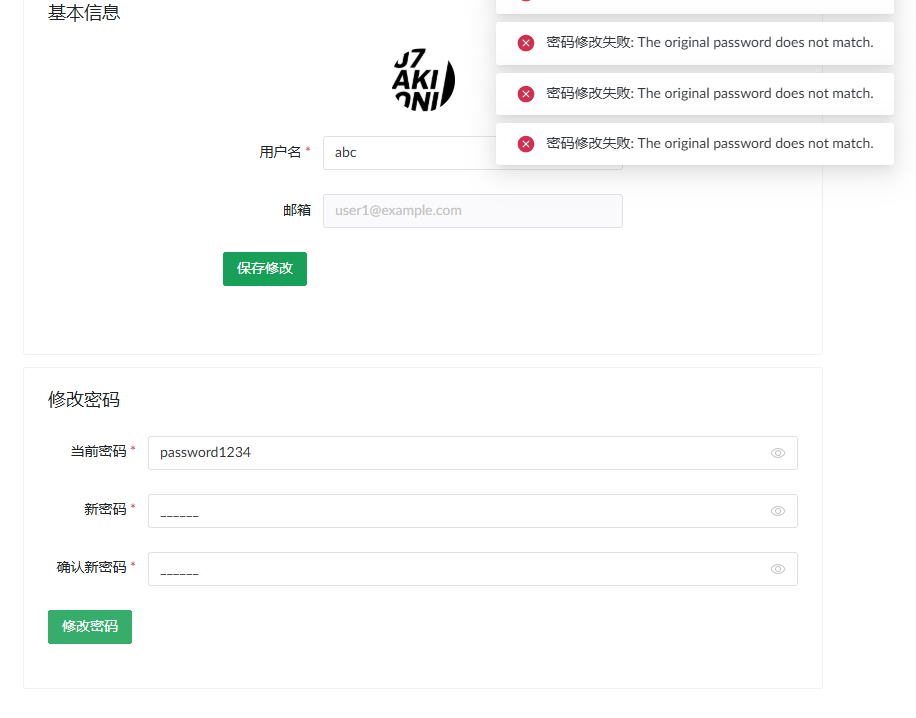 基本信息
密码修改失败: The original password does not match.
密码修改失败: The original password does not match.
密码修改失败: The original password does not match.
J7
AKI
ONI
用户名 *
abc
邮箱
user1@example.com
保存修改
修改密码
当前密码 *
password1234
新密码 *
______
确认新密码 *
______
修改密码